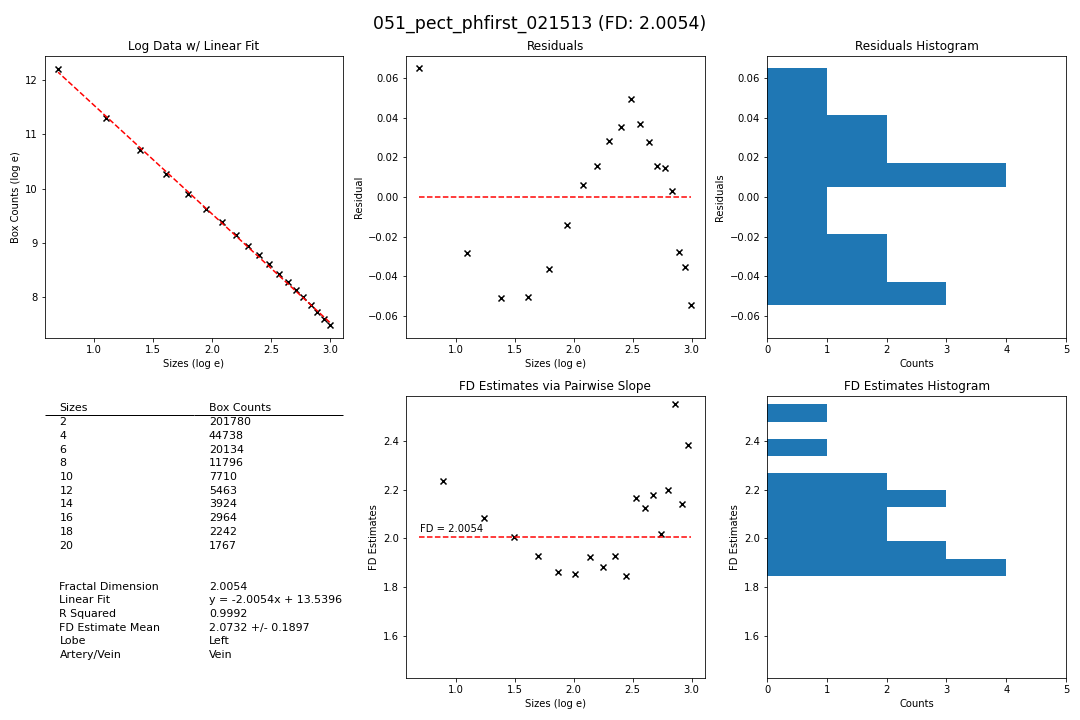 051_pect_phfirst_021513 (FD: 2.0054)
Log Data w/ Linear Fit
12
11
10
9
8
Box Counts (log e)
1.0 1.5 2.0 2.5 3.0
Sizes (log e)
Residuals
0.06
0.04
0.02
0.00
−0.02
−0.04
−0.06
Residual
1.0 1.5 2.0 2.5 3.0
Sizes (log e)
Residuals Histogram
0.06
0.04
0.02
0.00
−0.02
−0.04
−0.06
Residuals
0 1 2 3 4 5
Counts
Sizes Box Counts
2 201780
4 44738
6 20134
8 11796
10 7710
12 5463
14 3924
16 2964
18 2242
20 1767
Fractal Dimension 2.0054
Linear Fit y = -2.0054x + 13.5396
R Squared 0.9992
FD Estimate Mean 2.0732 +/- 0.1897
Lobe Left
Artery/Vein Vein
FD Estimates via Pairwise Slope
2.4
2.2
2.0
1.8
1.6
FD Estimates
FD = 2.0054
1.0 1.5 2.0 2.5 3.0
Sizes (log e)
FD Estimates Histogram
2.4
2.2
2.0
1.8
1.6
FD Estimates
0 1 2 3 4 5
Counts